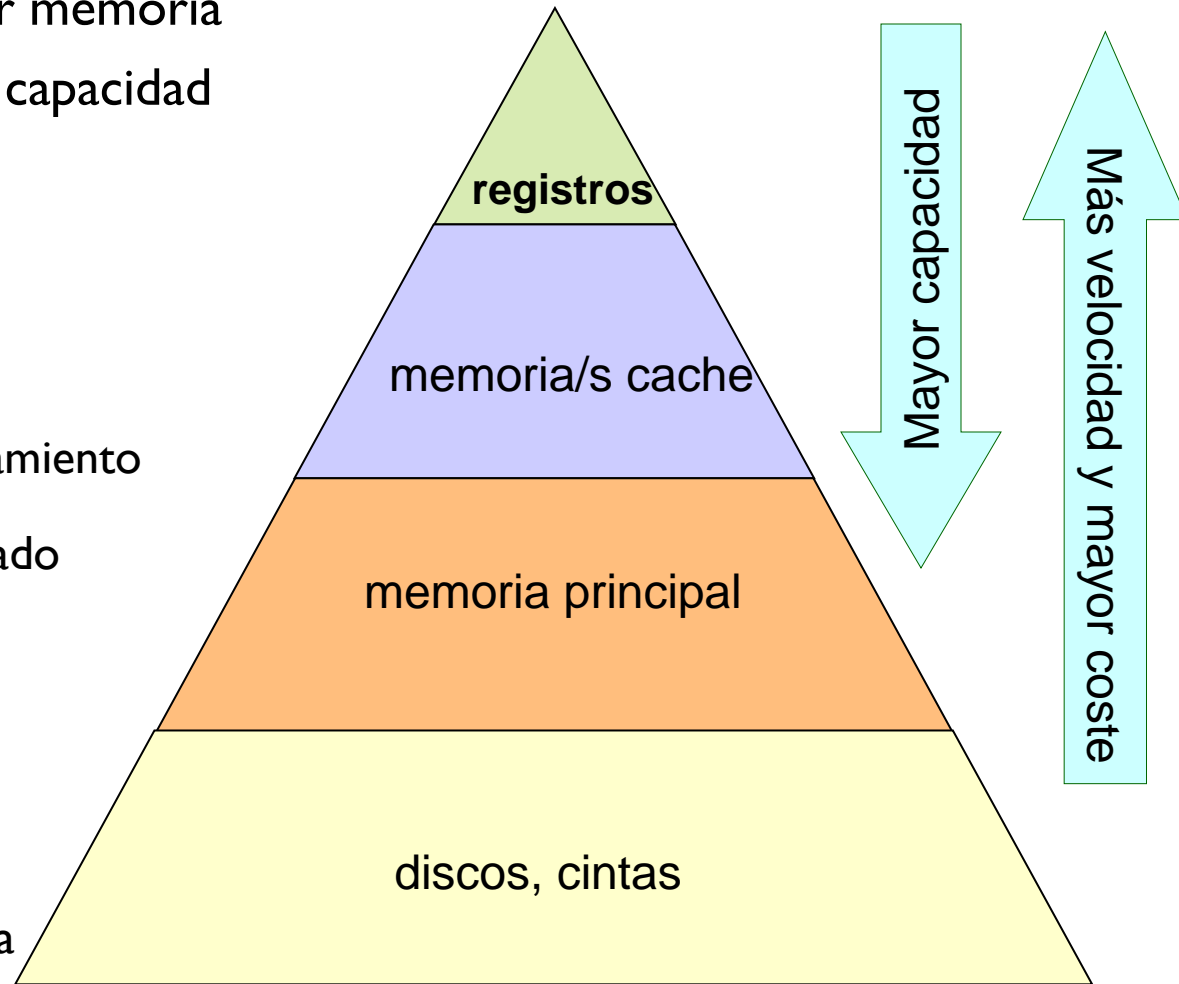 r memoria
capacidad
amiento
ado
a
registros
memoria/s cache
memoria principal
discos, cintas
Mayor capacidad
Más velocidad y mayor coste